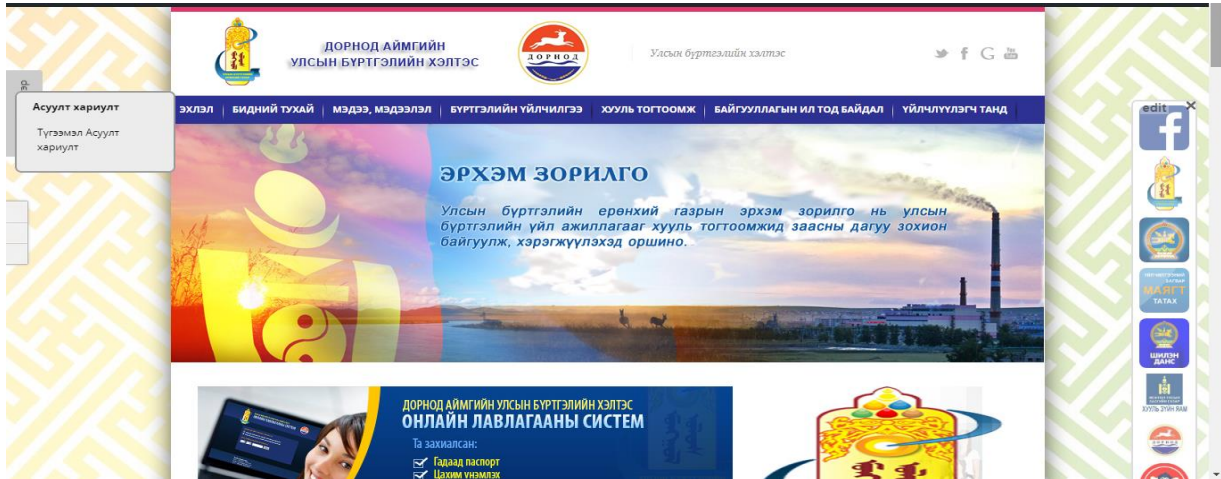 ДОРНОД АЙМГИЙН
УЛСЫН БҮРТГЭЛИЙН ХЭЛТЭС
ДОРНОД
Улсын бүртгэлийн хэлтэс
You
Асуулт хариулт
Түгээмэл Асуулт
хариулт
ЭХЛЭЛ БИДНИЙ ТУХАЙ МЭДЭЭ, МЭДЭЭЛЭЛ БҮРТГЭЛИЙН ҮЙЛЧИЛГЭЭ ХУУЛЬ ТОГТООМЖ БАЙГУУЛЛАГЫН ИЛ ТОД БАЙДАЛ ҮЙЛЧЛҮҮЛЭГЧ ТАНД
edit
ЭРХЭМ ЗОРИЛГО
Улсын бүртгэлийн ерөнхий газрын эрхэм зорилго нь улсын
бүртгэлийн үйл ажиллагааг хууль тогтоомжид заасны дагуу зохион
байгуулж, хэрэгжүүлэхэд оршино.
МАЯГТ
ТАТАХ
ШИЛЭН
ДАНС
ХУУЛЬ ЗҮЙН ЯАМ
ДОРНОД
ДОРНОД АЙМГИЙН УЛСЫН БҮРТГЭЛИЙН ХЭЛТЭС
ОНЛАЙН ЛАВЛАГААНЫ СИСТЕМ
Та захиалсан:
Гадаад паспорт
Цахим үнэмлэх